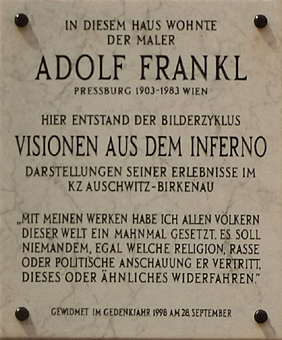 IN DIESEM HAUS WOHNTE
DER MALER
ADOLF FRANKL
PRESSBURG 1903-1983 WIEN
HIER ENTSTAND DER BILDERZYKLUS
VISIONEN AUS DEM INFERNO
DARSTELLUNGEN SEINER ERLEBNISSE IM
KZ AUSCHWITZ-BIRKENAU
„MIT MEINEN WERKEN HABE ICH ALLEN VÖLKERN
DIESER WELT EIN MAHNMAL GESETZT. ES SOLL
NIEMANDEM, EGAL WELCHE RELIGION, RASSE
ODER POLITISCHE ANSCHAUUNG ER VERTRITT,
DIESES ODER ÄHNLICHES WIDERFAHREN.“
GEWIDMET IM GEDENKJAHR 1998 AM 28. SEPTEMBER